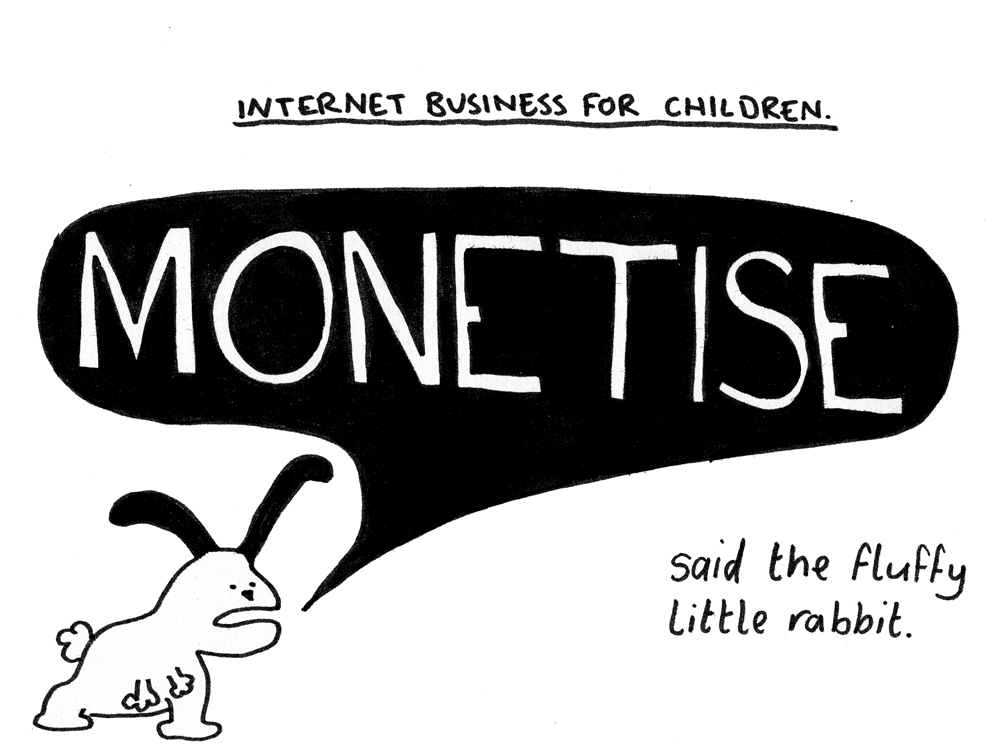 INTERNET BUSINESS FOR CHILDREN.
MONETISE
said the fluffy
little rabbit.